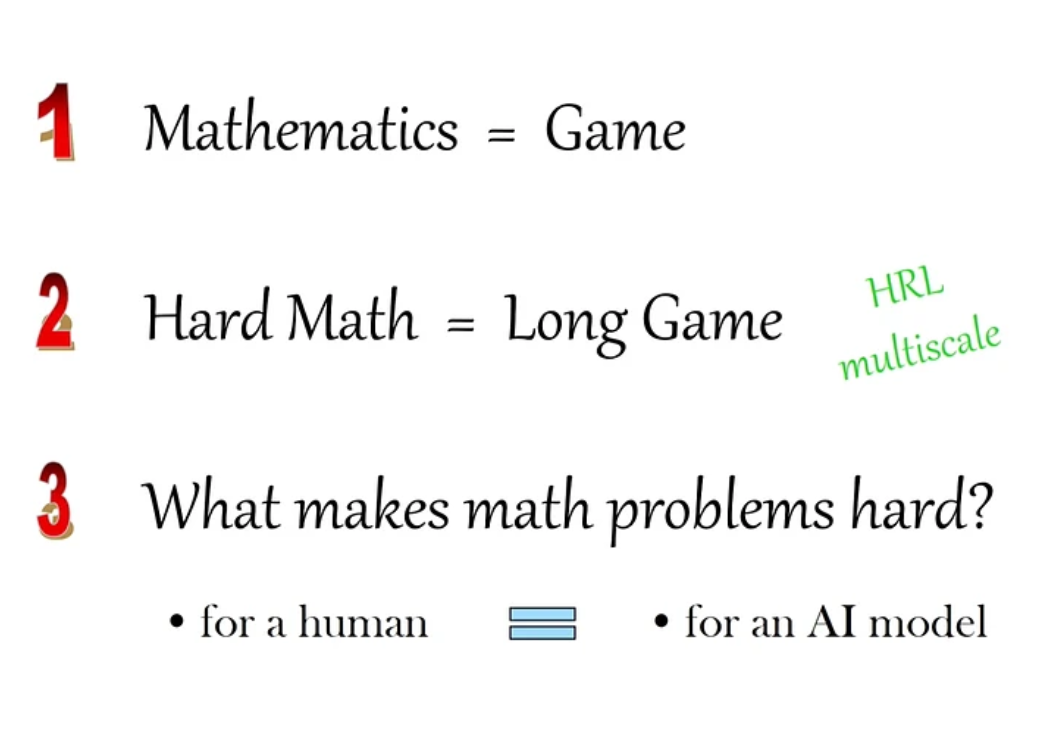 1 Mathematics = Game
2 Hard Math = Long Game
HRL
multiscale
3 What makes math problems hard?
• for a human = • for an AI model